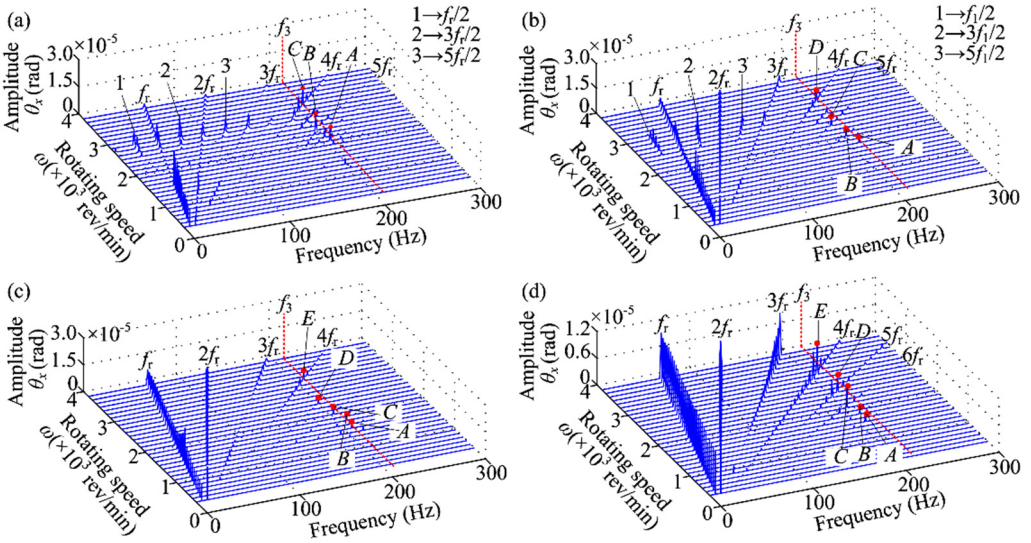 (a)
1→fr/2
2→3fr/2
3→5fr/2
f3
C B 4fr A 5fr
3.0 ×10-5
1.5
0
Amplitude
θx (rad)
1 fr 2 2fr 3 3fr
4
3
2
1
0
Rotating speed
ω(×10³ rev/min)
0
100
200
300
Frequency (Hz)
(b)
1→f1/2
2→3f1/2
3→5f1/2
f3
D 4fr C 5fr
3.0 ×10-5
1.5
0
Amplitude
θx (rad)
1 fr 2 2fr 3 3fr
A
B
4
3
2
1
0
Rotating speed
ω(×10³ rev/min)
0
100
200
300
Frequency (Hz)
(c)
f3
E
3.0 ×10-5
1.5
0
Amplitude
θx (rad)
fr 2fr 3fr 4fr
D
C
A
B
4
3
2
1
0
Rotating speed
ω(×10³ rev/min)
0
100
200
300
Frequency (Hz)
(d)
3fr f3
E
1.2 ×10-5
0.6
0
Amplitude
θx (rad)
fr 2fr 4fr D 5fr
6fr
C B A
4
3
2
1
0
Rotating speed
ω(×10³ rev/min)
0
100
200
300
Frequency (Hz)